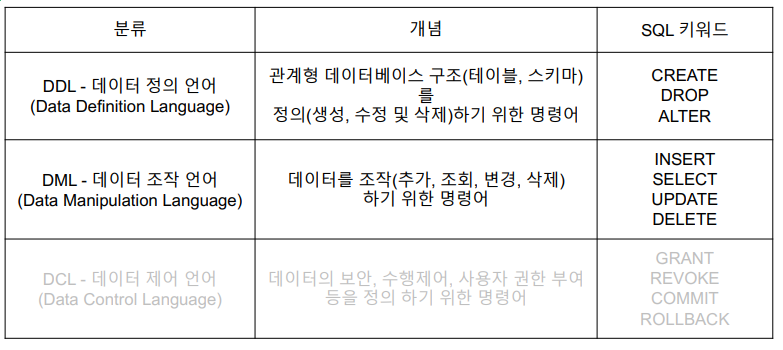 분류
개념
SQL 키워드
DDL - 데이터 정의 언어
(Data Definition Language)
관계형 데이터베이스 구조(테이블, 스키마)
를
정의(생성, 수정 및 삭제)하기 위한 명령어
CREATE
DROP
ALTER
DML - 데이터 조작 언어
(Data Manipulation Language)
데이터를 조작(추가, 조회, 변경, 삭제)
하기 위한 명령어
INSERT
SELECT
UPDATE
DELETE
DCL - 데이터 제어 언어
(Data Control Language)
데이터의 보안, 수행제어, 사용자 권한 부여
등을 정의 하기 위한 명령어
GRANT
REVOKE
COMMIT
ROLLBACK